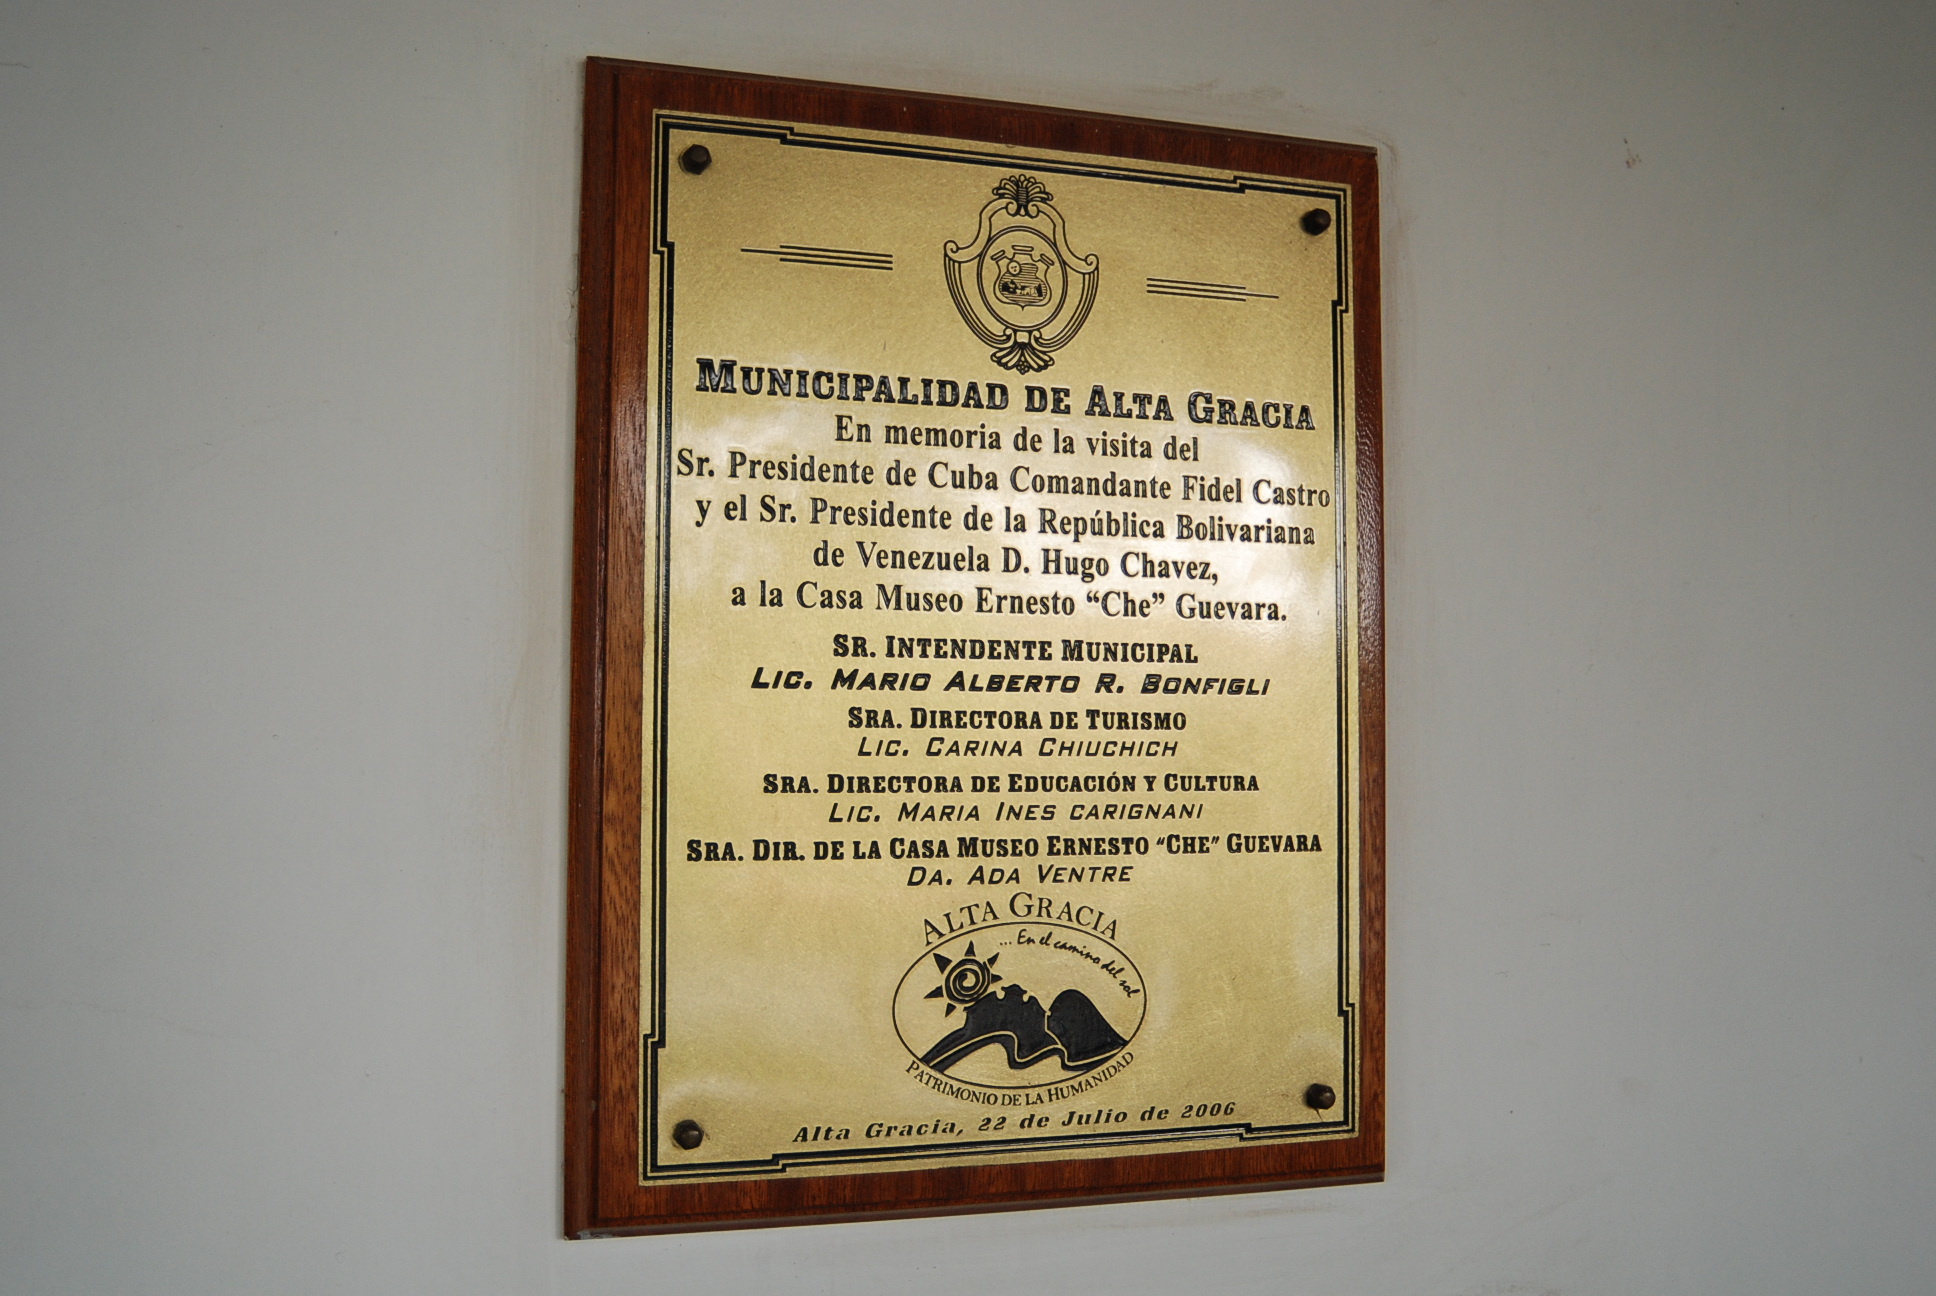 MUNICIPALIDAD DE ALTA GRACIA
En memoria de la visita del
Sr. Presidente de Cuba Comandante Fidel Castro
y el Sr. Presidente de la República Bolivariana
de Venezuela D. Hugo Chavez,
a la Casa Museo Ernesto “Che” Guevara.
SR. INTENDENTE MUNICIPAL
LIC. MARIO ALBERTO R. BONFIGLI
SRA. DIRECTORA DE TURISMO
LIC. CARINA CHIUCHICH
SRA. DIRECTORA DE EDUCACIÓN Y CULTURA
LIC. MARIA INES CARIGNANI
SRA. DIR. DE LA CASA MUSEO ERNESTO “CHE” GUEVARA
DA. ADA VENTRE
ALTA GRACIA
... En el camino del sol
PATRIMONIO DE LA HUMANIDAD
Alta Gracia, 22 de Julio de 2006